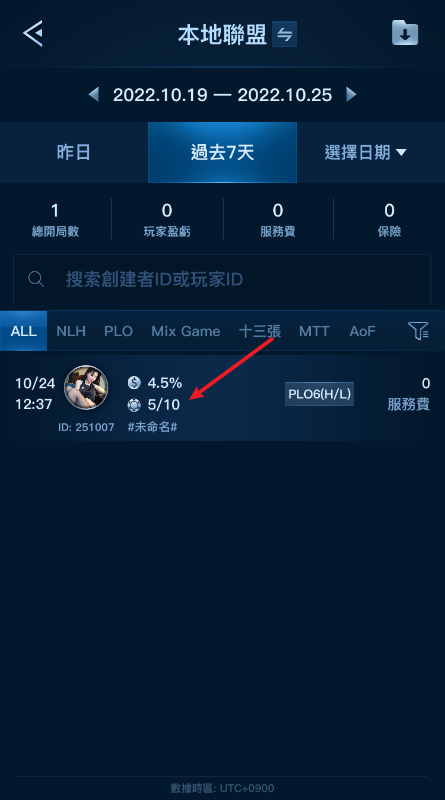 本地聯盟
2022.10.19 — 2022.10.25
昨日 過去7天 選擇日期
1 0 0 0
總開局數 玩家盈虧 服務費 保險
搜索創建者ID或玩家ID
ALL NLH PLO Mix Game 十三張 MTT AoF
10/24 4.5% 0
12:37 5/10 PLO6(H/L) 服務費
ID: 251007 #未命名#
數據時區: UTC+0900